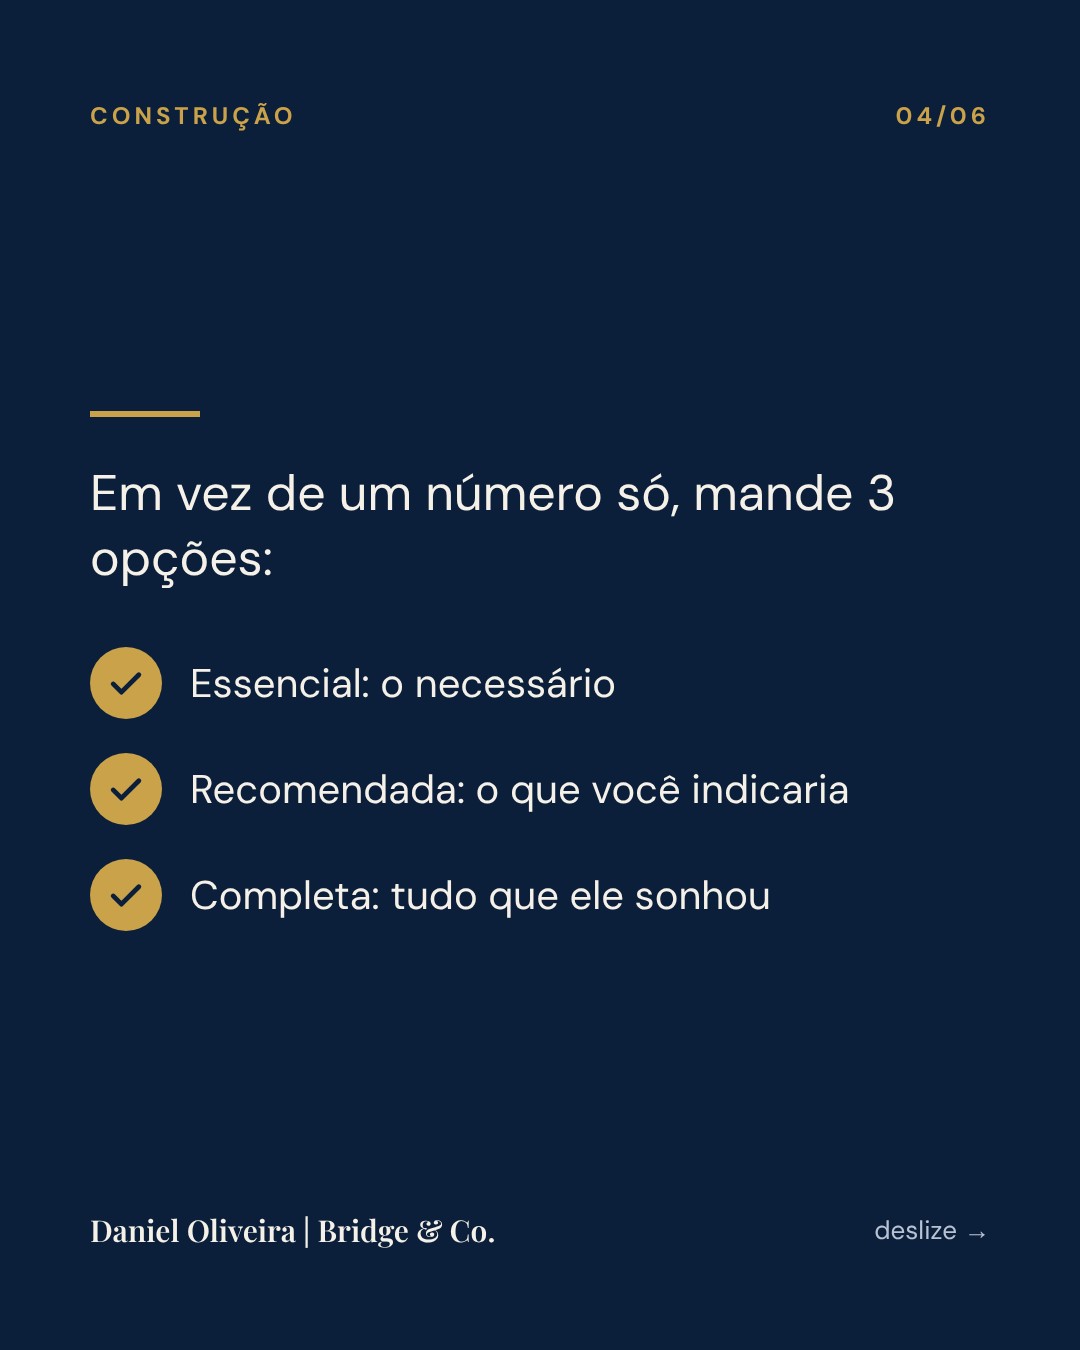 CONSTRUÇÃO
04/06
Em vez de um número só, mande 3
opções:
Essencial: o necessário
Recomendada: o que você indicaria
Completa: tudo que ele sonhou
Daniel Oliveira | Bridge & Co.
deslize →